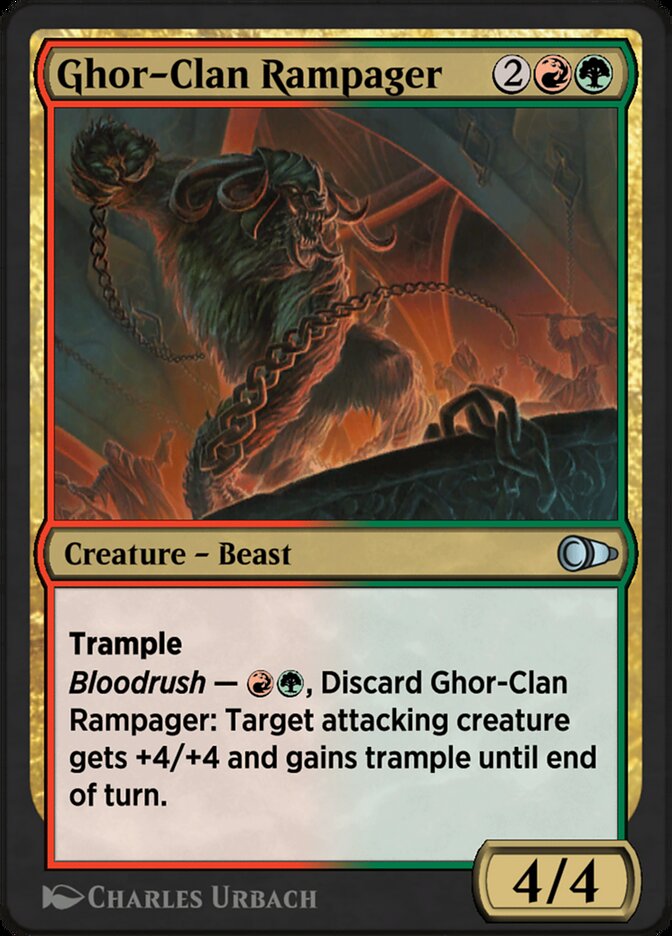 Ghor-Clan Rampager 2
Creature – Beast
Trample
Bloodrush — , Discard Ghor-Clan
Rampager: Target attacking creature
gets +4/+4 and gains trample until end
of turn.
4/4
Charles Urbach